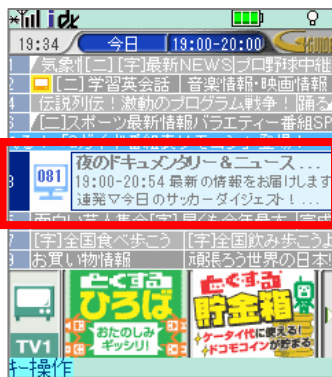 19:34 今日 19:00-20:00
1 気象 [二][字]最新NEWS プロ野球中継
2 [二]学習英会話 音楽情報・映画情報
伝説列伝! 激動のプログラム戦争! 踊る
[二]スポーツ最新情報バラエティー番組SP
081 夜のドキュメンタリー&ニュース...
19:00-20:54 最新の情報をお届けします
連発▽今日のサッカーダイジェスト!...
7 [字]全国食べ歩こう [字]全国飲み歩こう
お買い物情報 頑張ろう世界の日本
とくする ひろば
おたのしみ
ギッシリ!
とくする 貯金箱
ケータイ代に使える!
ドコモコインが貯まる
TV1
キー操作